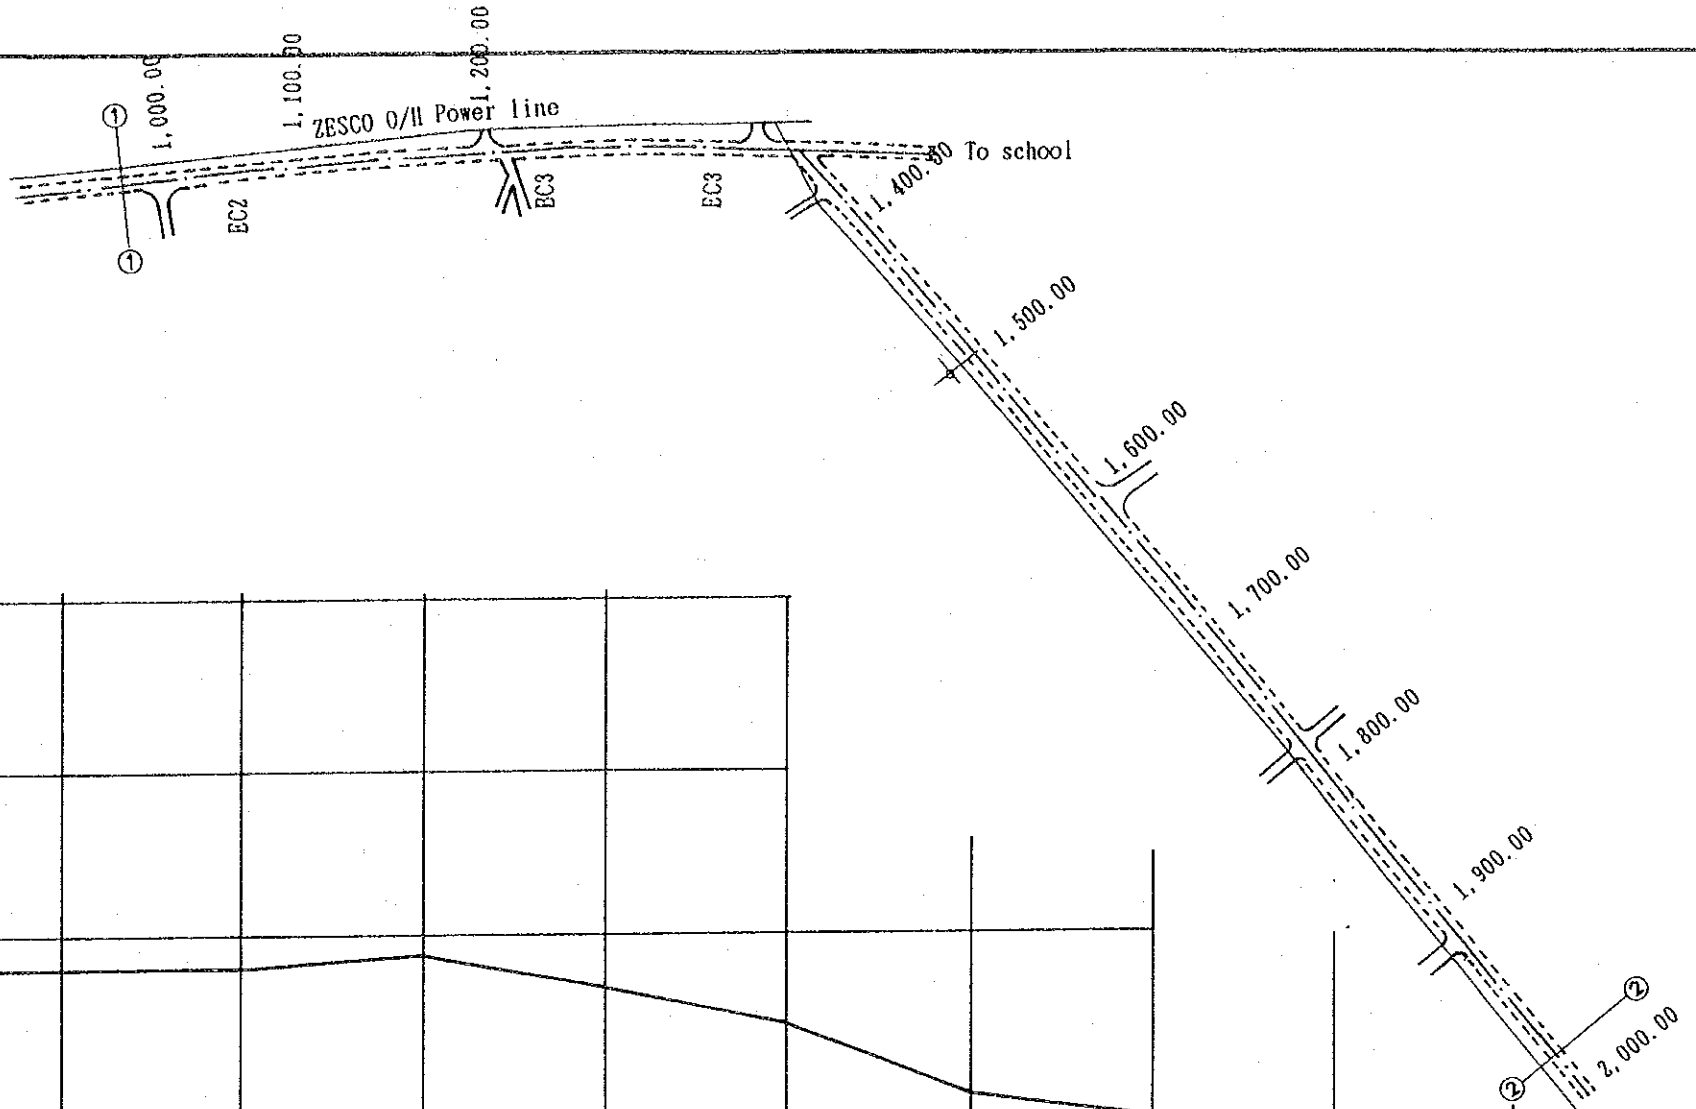 1,000.00
1,100.00
1,200.00
①
ZESCO O/H Power line
To school
EC2
BC3
EC3
①
1,400.00
1,500.00
1,600.00
1,700.00
1,800.00
1,900.00
②
2,000.00
②